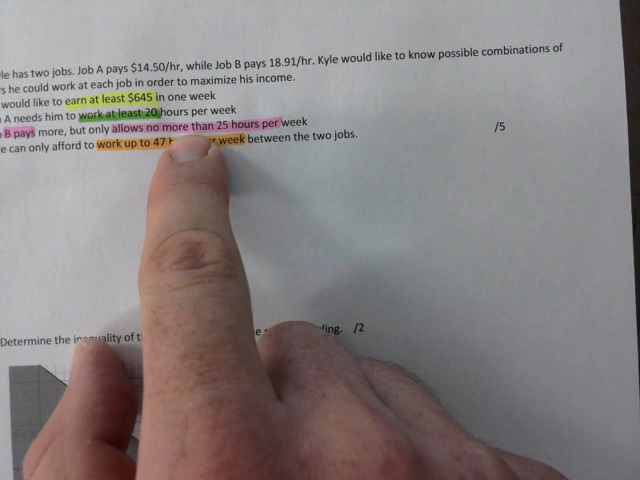 le has two jobs. Job A pays $14.50/hr, while Job B pays 18.91/hr. Kyle would like to know possible combinations of
s he could work at each job in order to maximize his income.
would like to earn at least $645 in one week
A needs him to work at least 20 hours per week
B pays more, but only allows no more than 25 hours per week
e can only afford to work up to 47 week between the two jobs.
/5
Determine the inequality of t ing. /2